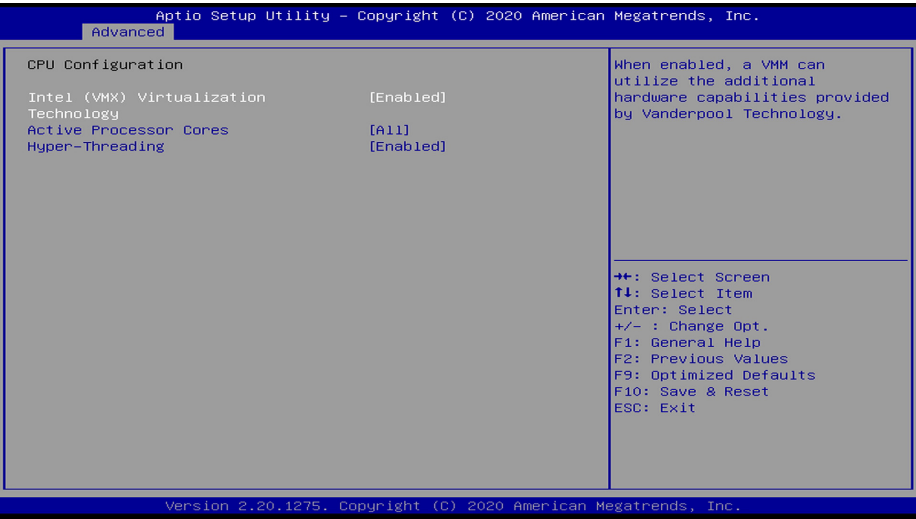 Aptio Setup Utility – Copyright (C) 2020 American Megatrends, Inc.
Advanced
CPU Configuration
Intel (VMX) Virtualization Technology [Enabled]
Active Processor Cores [All]
Hyper-Threading [Enabled]
When enabled, a VMM can
utilize the additional
hardware capabilities provided
by Vanderpool Technology.
→←: Select Screen
↑↓: Select Item
Enter: Select
+/- : Change Opt.
F1: General Help
F2: Previous Values
F9: Optimized Defaults
F10: Save & Reset
ESC: Exit
Version 2.20.1275. Copyright (C) 2020 American Megatrends, Inc.